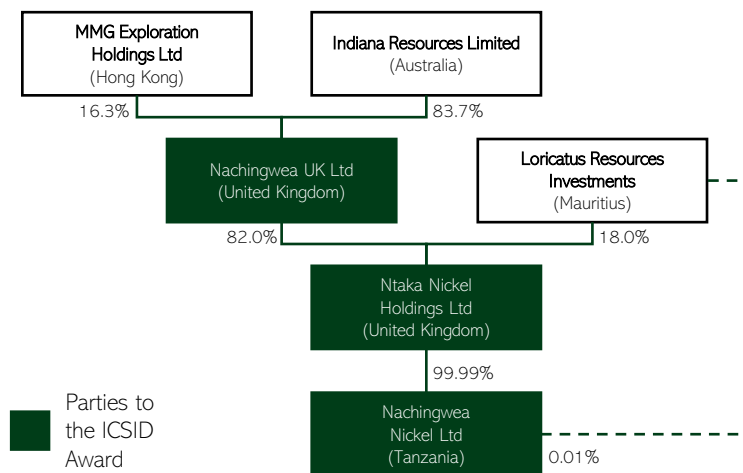 MMG Exploration
Holdings Ltd
(Hong Kong)
Indiana Resources Limited
(Australia)
16.3%
83.7%
Nachingwea UK Ltd
(United Kingdom)
Loricatus Resources
Investments
(Mauritius)
82.0%
18.0%
Ntaka Nickel
Holdings Ltd
(United Kingdom)
99.99%
Parties to
the ICSID
Award
Nachingwea
Nickel Ltd
(Tanzania)
0.01%